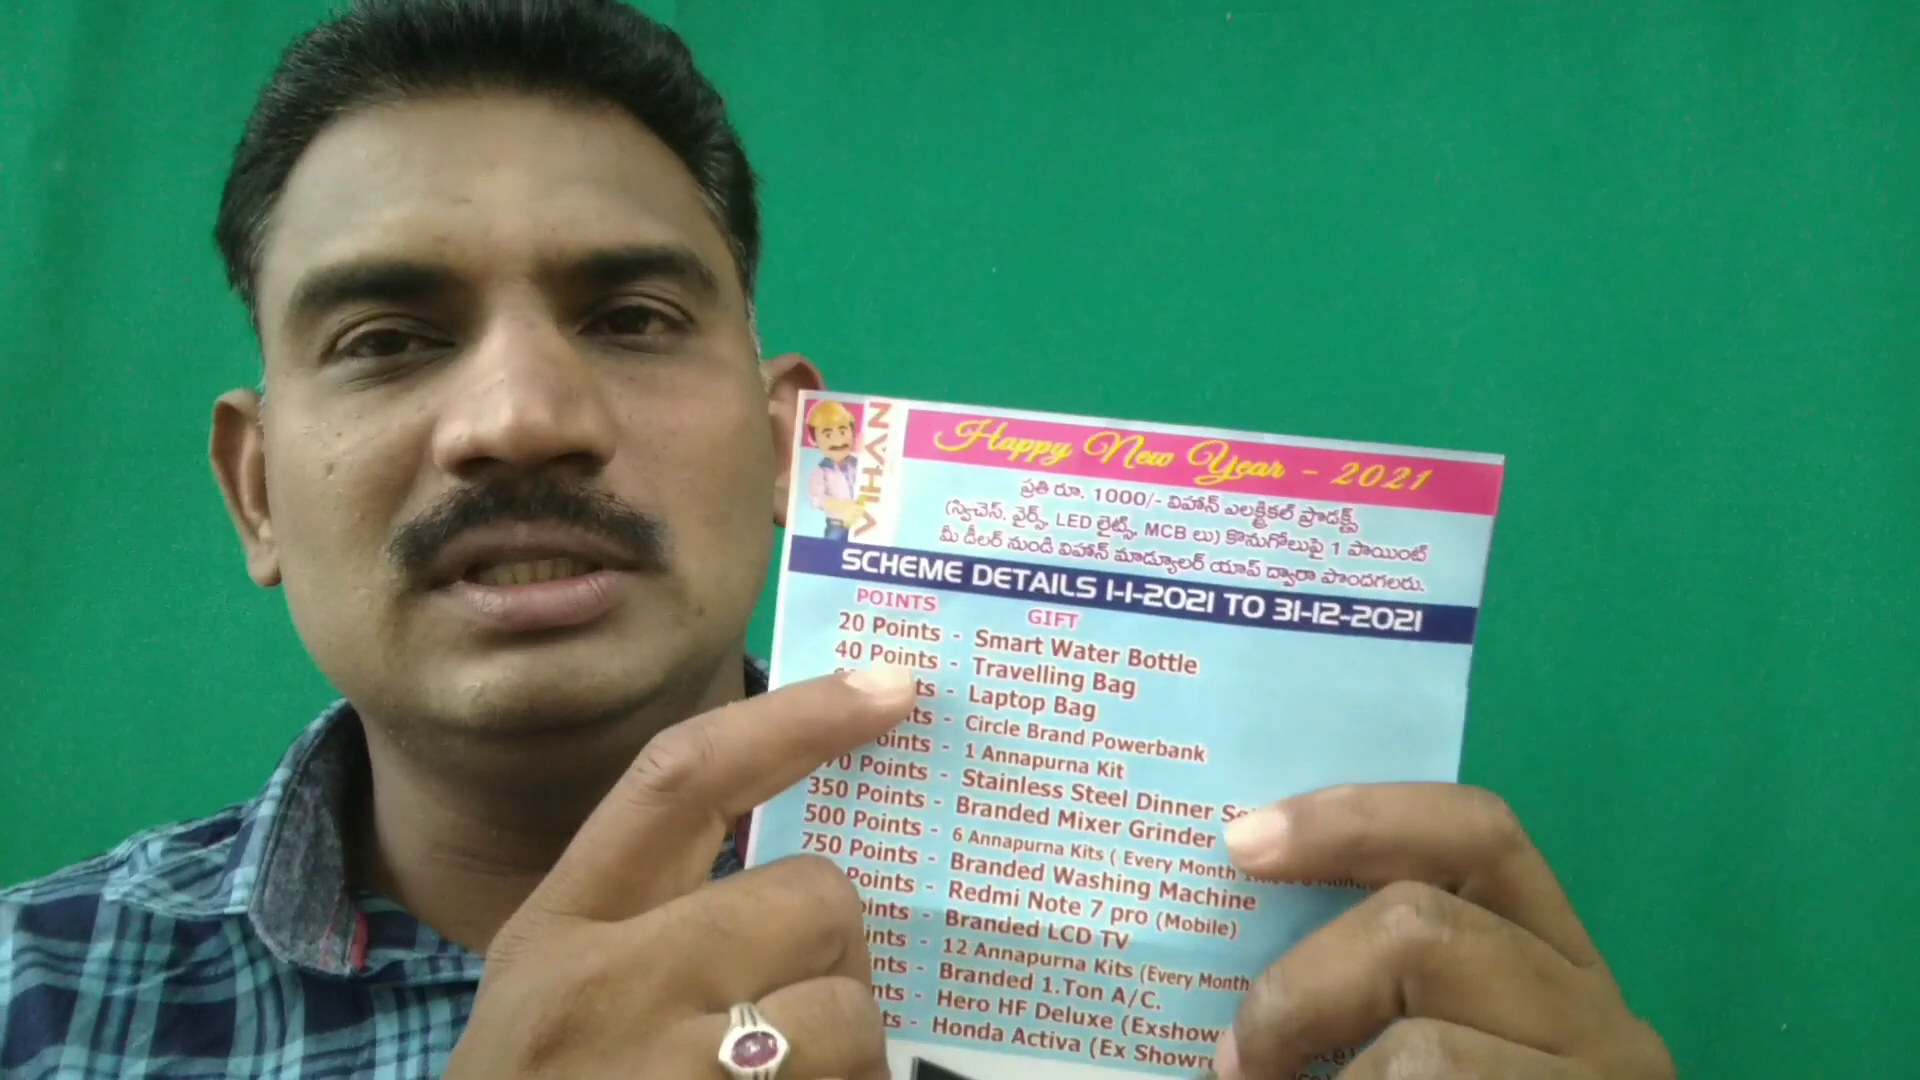 VIHAN
Happy New Year - 2021
ప్రతి రూ. 1000/- విహాన్ ఎలక్ట్రికల్ ప్రొడక్ట్స్
(స్విచెస్, వైర్స్, LED లైట్స్, MCB లు) కొనుగోలుపై 1 పాయింట్
మీ డీలర్ నుండి విహాన్ మాడ్యూలర్ యాప్ ద్వారా పొందగలరు.
SCHEME DETAILS 1-1-2021 TO 31-12-2021
POINTS GIFT
20 Points - Smart Water Bottle
40 Points - Travelling Bag
- Laptop Bag
- Circle Brand Powerbank
- 1 Annapurna Kit
Points - Stainless Steel Dinner
350 Points - Branded Mixer Grinder
500 Points - 6 Annapurna Kits ( Every Month
750 Points - Branded Washing Machine
Points - Redmi Note 7 pro (Mobile)
- Branded LCD TV
- 12 Annapurna Kits (Every Month
- Branded 1.Ton A/C.
- Hero HF Deluxe
- Honda Activa (Ex